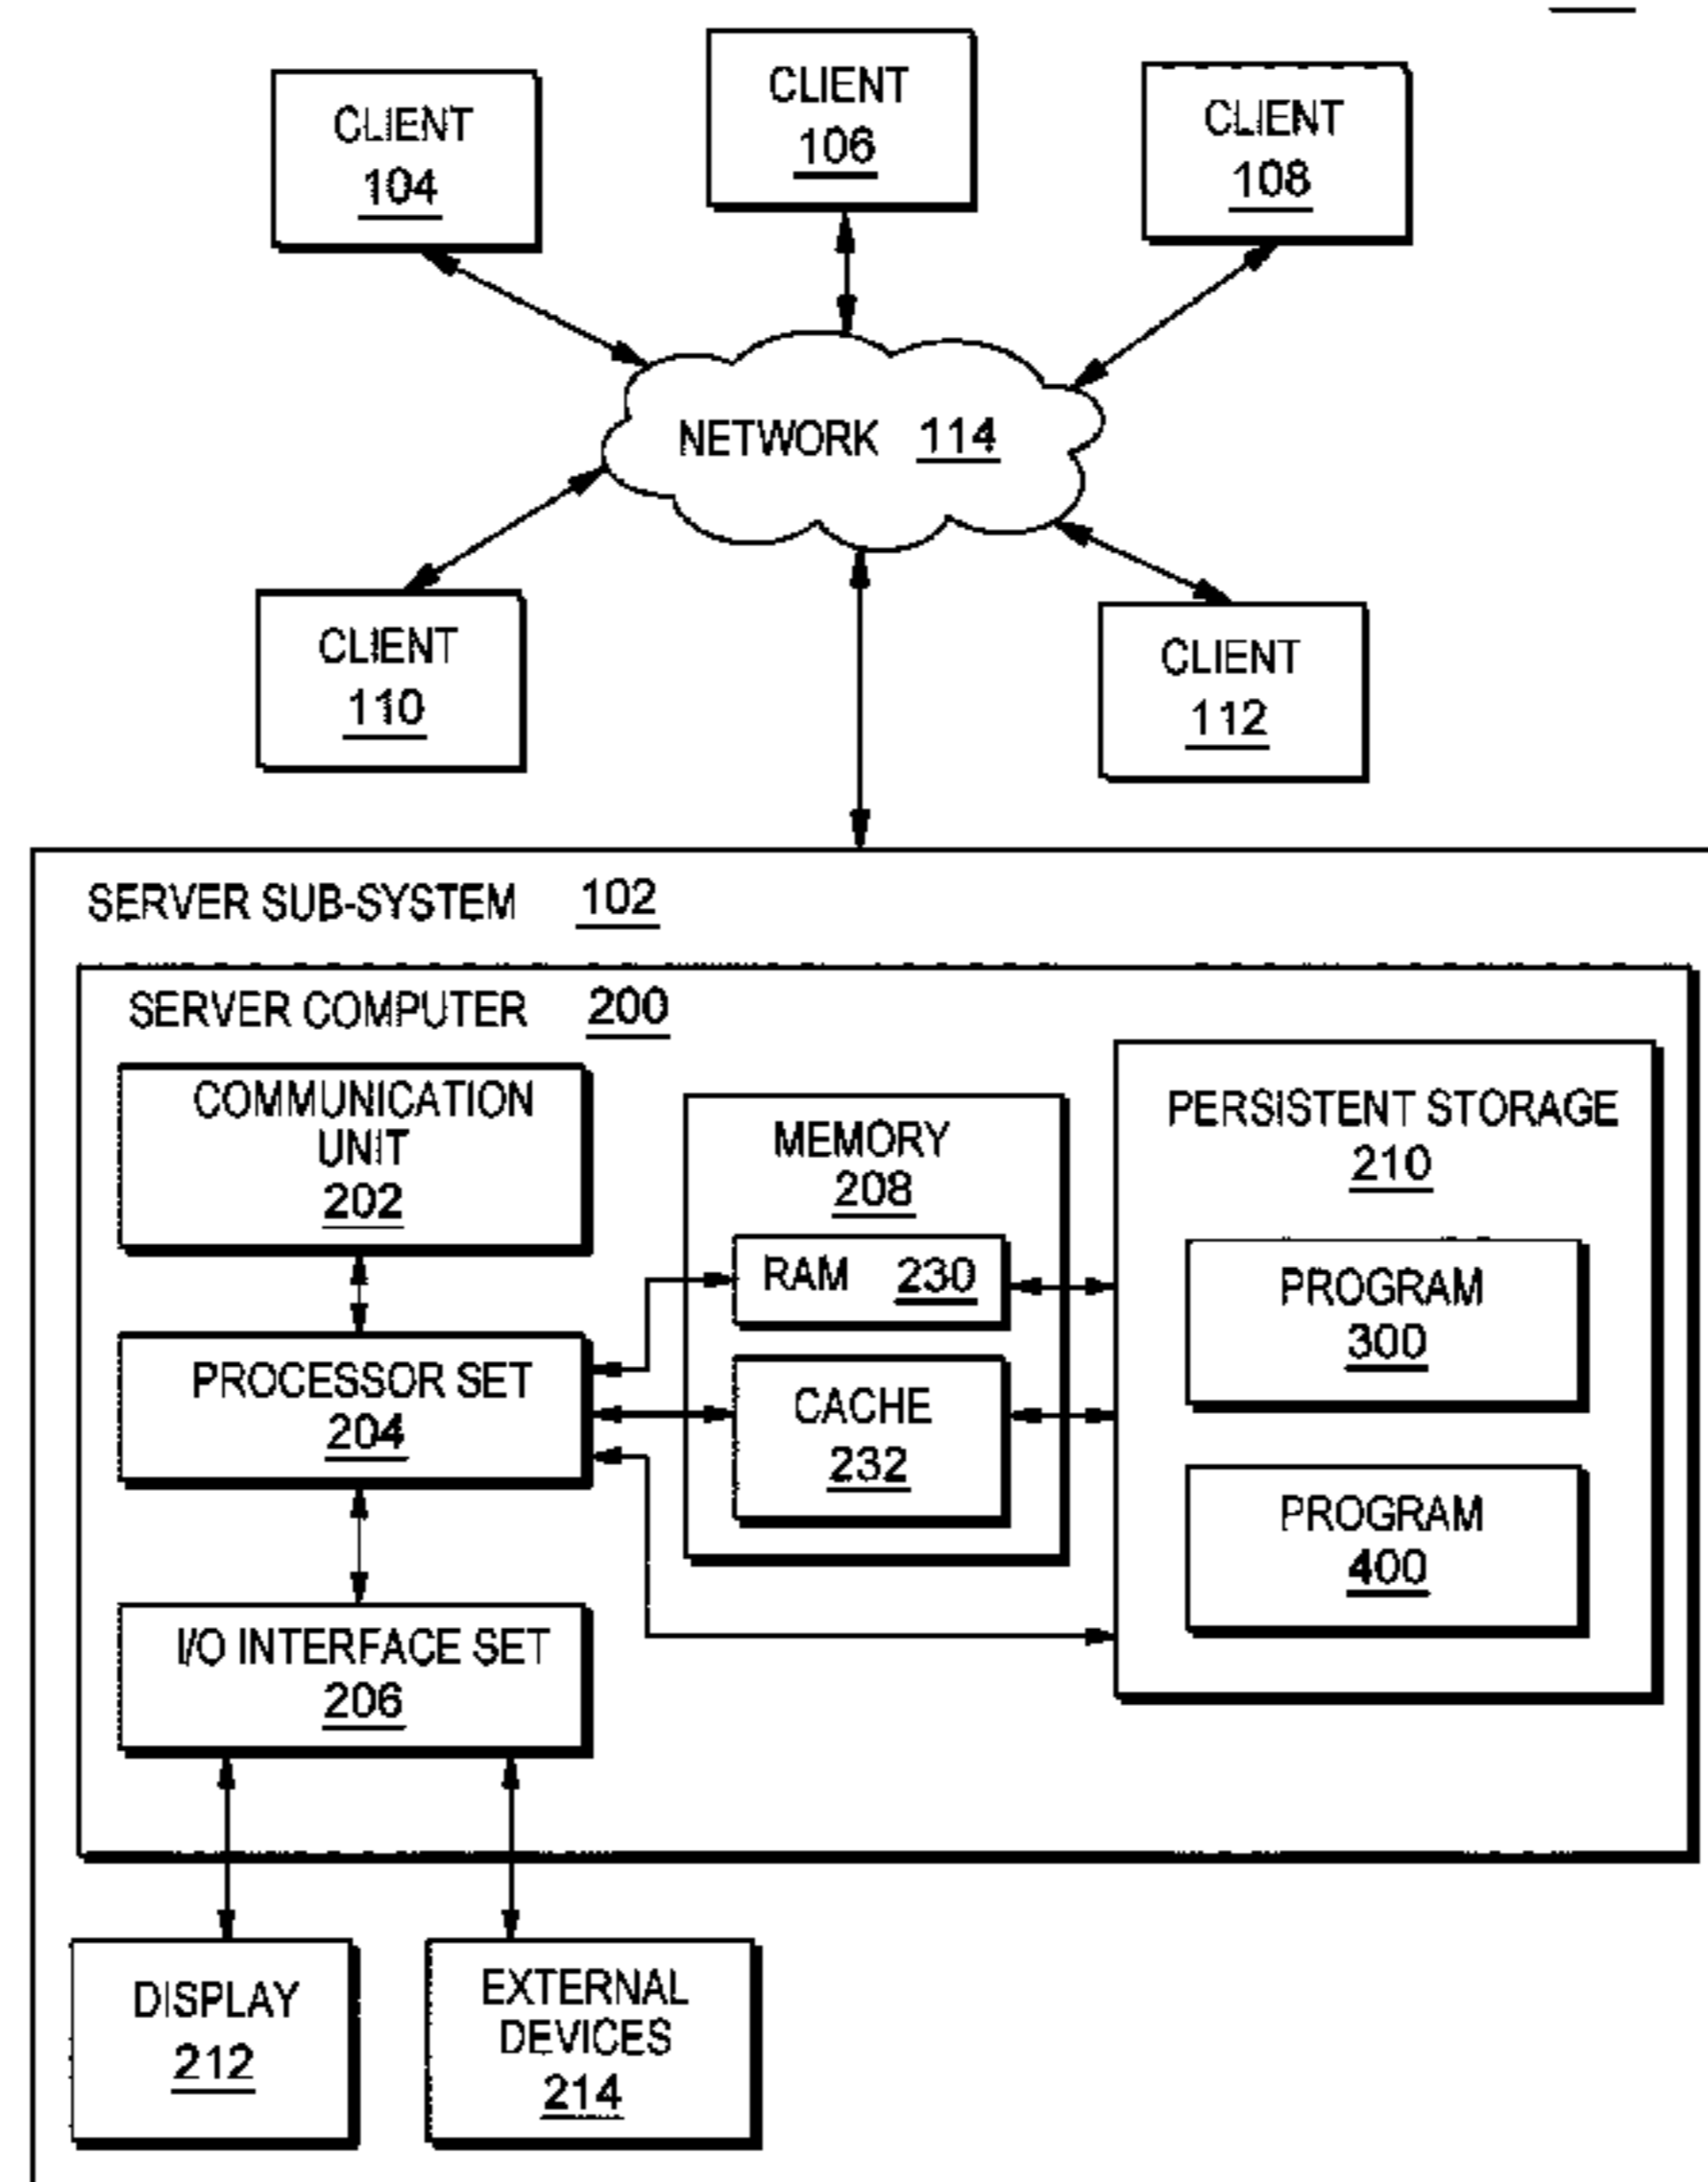 CLIENT
104
CLIENT
106
CLIENT
108
NETWORK 114
CLIENT
110
CLIENT
112
SERVER SUB-SYSTEM 102
SERVER COMPUTER 200
COMMUNICATION
UNIT
202
PROCESSOR SET
204
I/O INTERFACE SET
206
MEMORY
208
RAM 230
CACHE
232
PERSISTENT STORAGE
210
PROGRAM
300
PROGRAM
400
DISPLAY
212
EXTERNAL
DEVICES
214